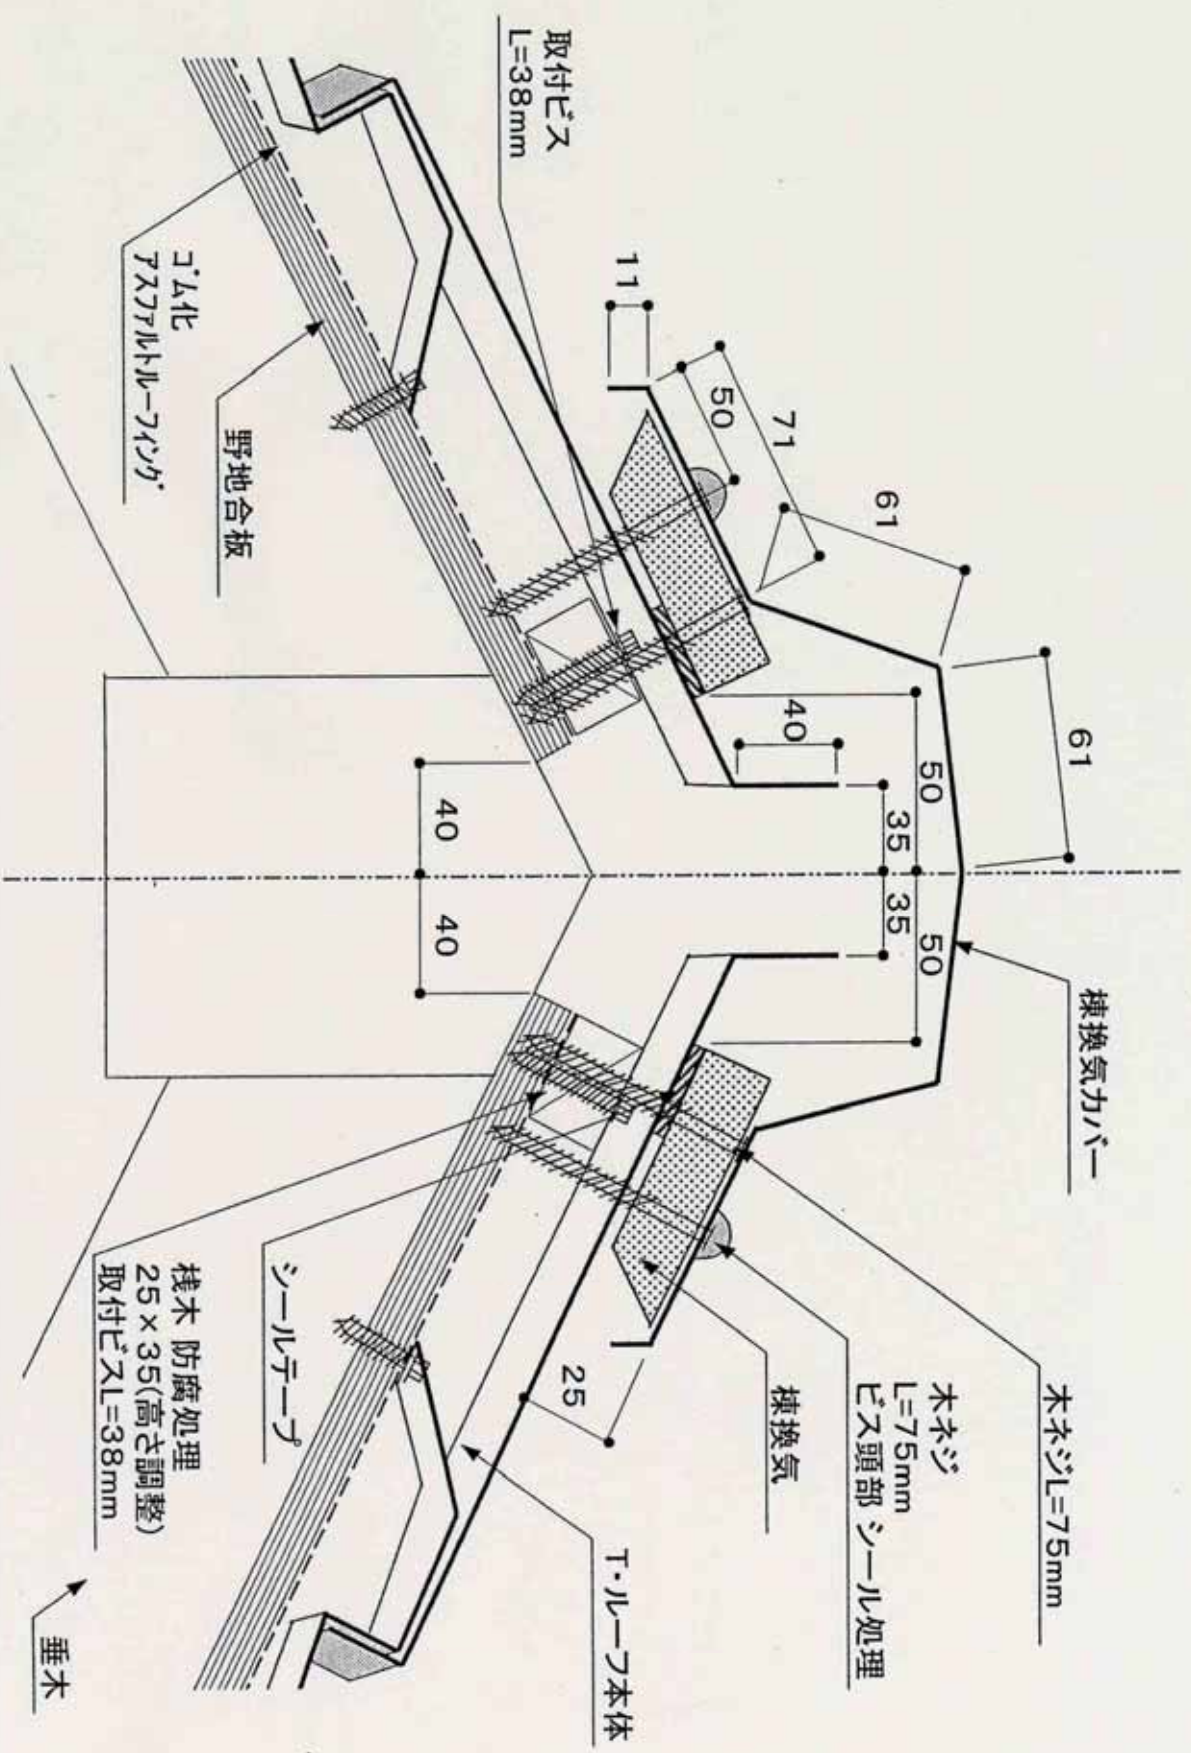 棟換気カバー
木ネジL=75mm
木ネジ
L=75mm
ビス頭部 シール処理
棟換気
T・ルーフ本体
取付ビス
L=38mm
61
61
71
50
11
40
50
50
35
35
40
40
25
ゴム化
アスファルトルーフィング
野地合板
シールテープ
桟木 防腐処理
25×35(高さ調整)
取付ビスL=38mm
垂木